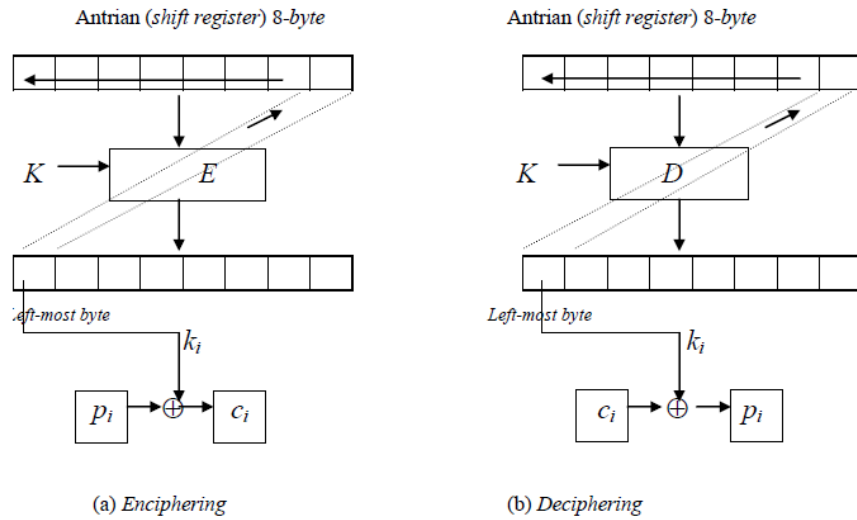 Antrian (shift register) 8-byte
K
E
Left-most byte
kᵢ
pᵢ ⊕ cᵢ
(a) Enciphering
Antrian (shift register) 8-byte
K
D
Left-most byte
kᵢ
cᵢ ⊕ pᵢ
(b) Deciphering